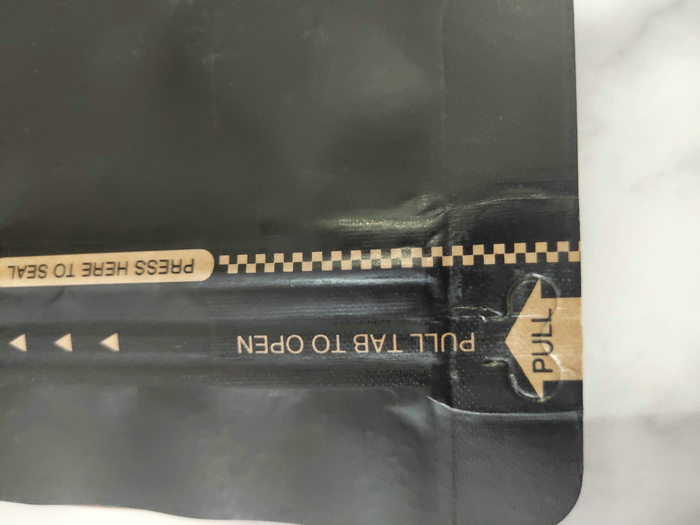 PULL
PULL TAB TO OPEN
PRESS HERE TO SEAL